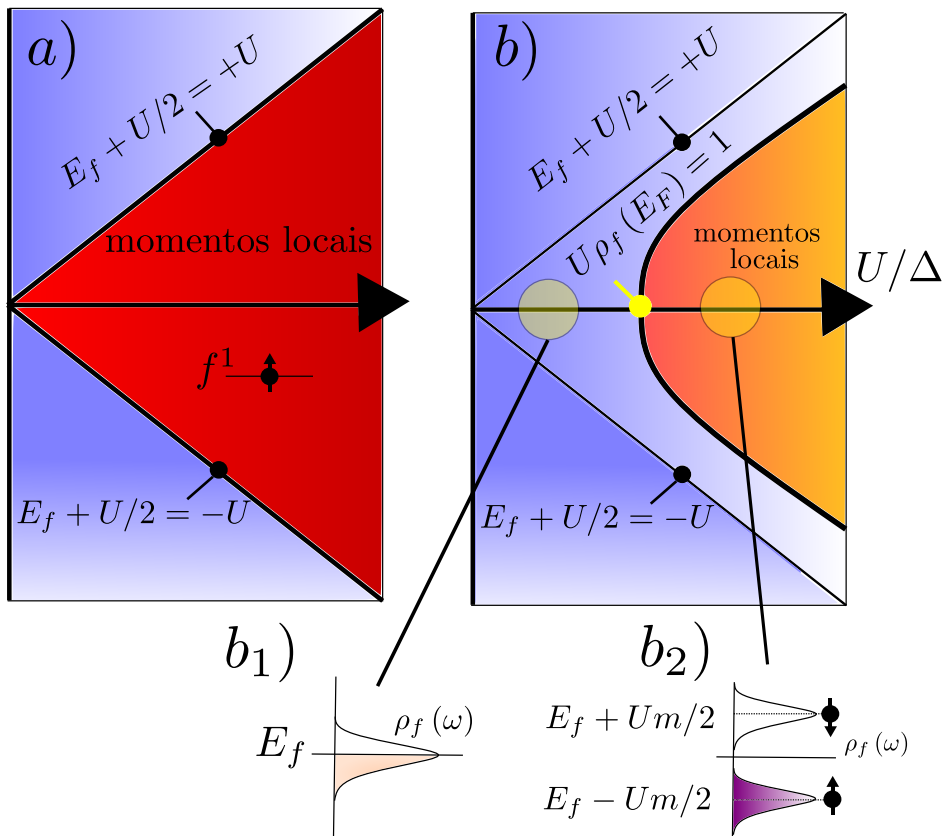 a)
E_f + U/2 = +U
momentos locais
f^1
E_f + U/2 = −U
b)
E_f + U/2 = +U
U ρ_f (E_F) = 1
momentos
locais
U/Δ
E_f + U/2 = −U
b_1)
ρ_f (ω)
E_f
b_2)
E_f + Um/2
ρ_f (ω)
E_f − Um/2